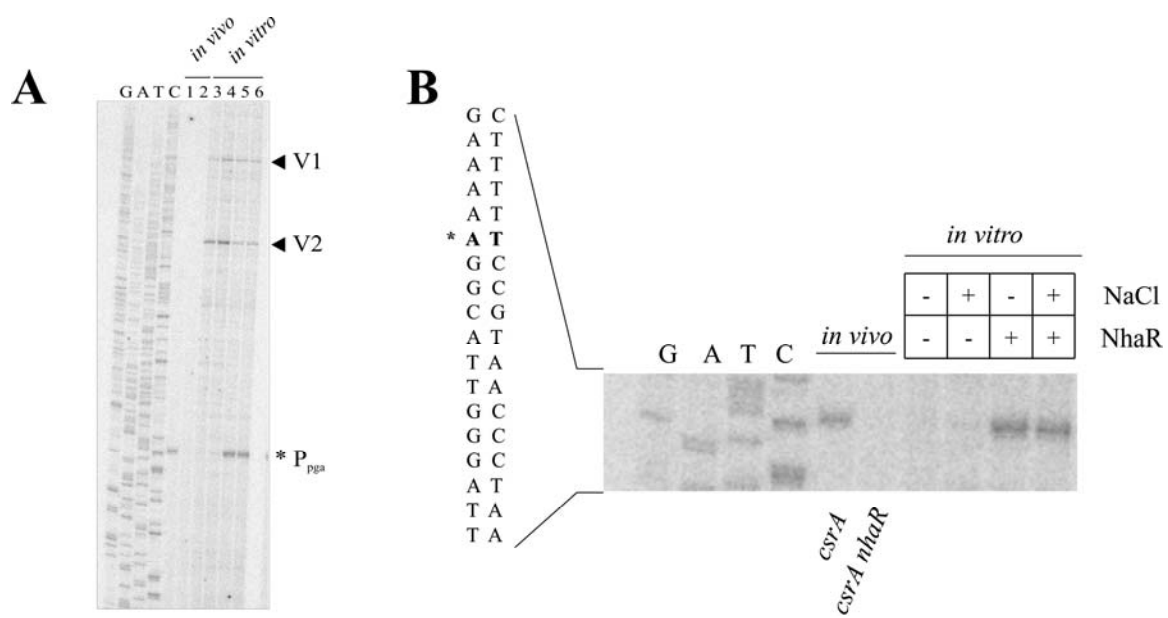 A
in vivo
in vitro
G A T C 1 2 3 4 5 6
V1
V2
* Ppga
B
G C
A T
A T
A T
A T
* A T
G C
G C
C G
A T
T A
T A
G C
G C
G C
A T
T A
T A
in vitro
- + - + NaCl
- - + + NhaR
G A T C in vivo
csrA
csrA nhaR